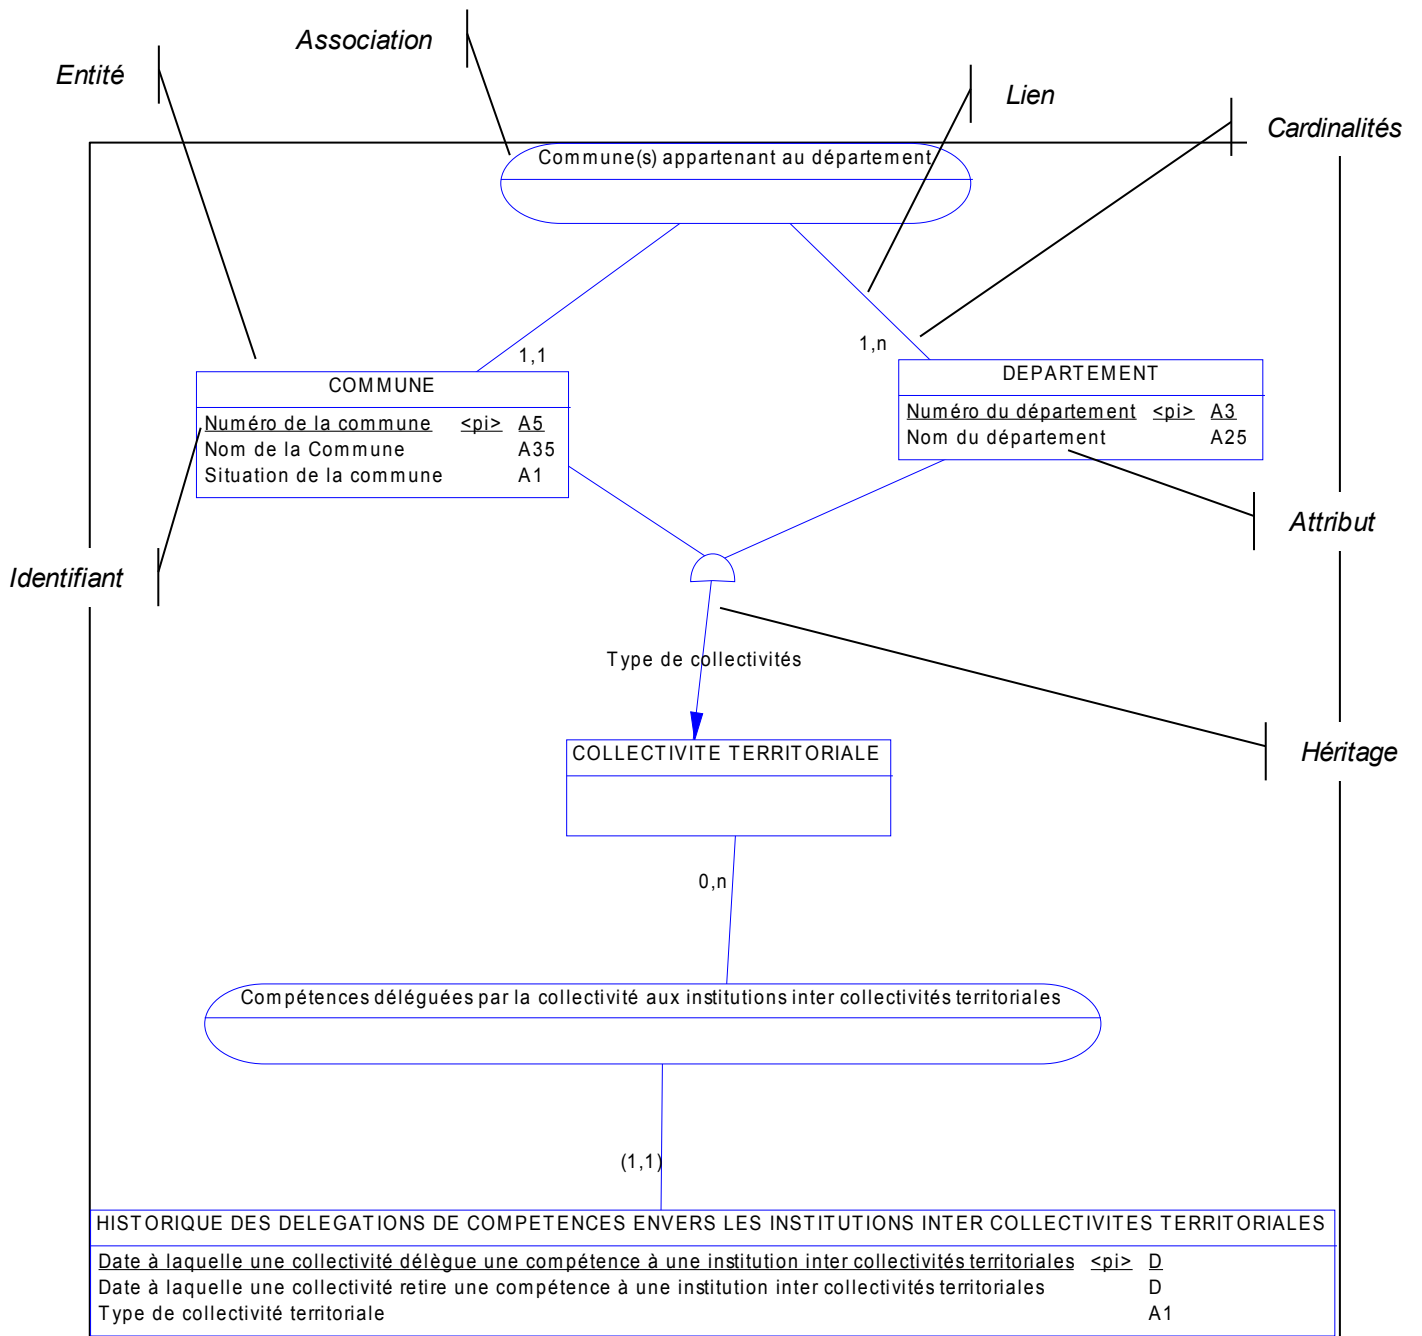 Association
Entité
Lien
Cardinalités
Commune(s) appartenant au département
1,1
1,n
COMMUNE
Numéro de la commune <pi> A5
Nom de la Commune A35
Situation de la commune A1
DEPARTEMENT
Numéro du département <pi> A3
Nom du département A25
Attribut
Identifiant
Type de collectivités
Héritage
COLLECTIVITE TERRITORIALE
0,n
Compétences déléguées par la collectivité aux institutions inter collectivités territoriales
(1,1)
HISTORIQUE DES DELEGATIONS DE COMPETENCES ENVERS LES INSTITUTIONS INTER COLLECTIVITES TERRITORIALES
Date à laquelle une collectivité délègue une compétence à une institution inter collectivités territoriales <pi> D
Date à laquelle une collectivité retire une compétence à une institution inter collectivités territoriales D
Type de collectivité territoriale A1